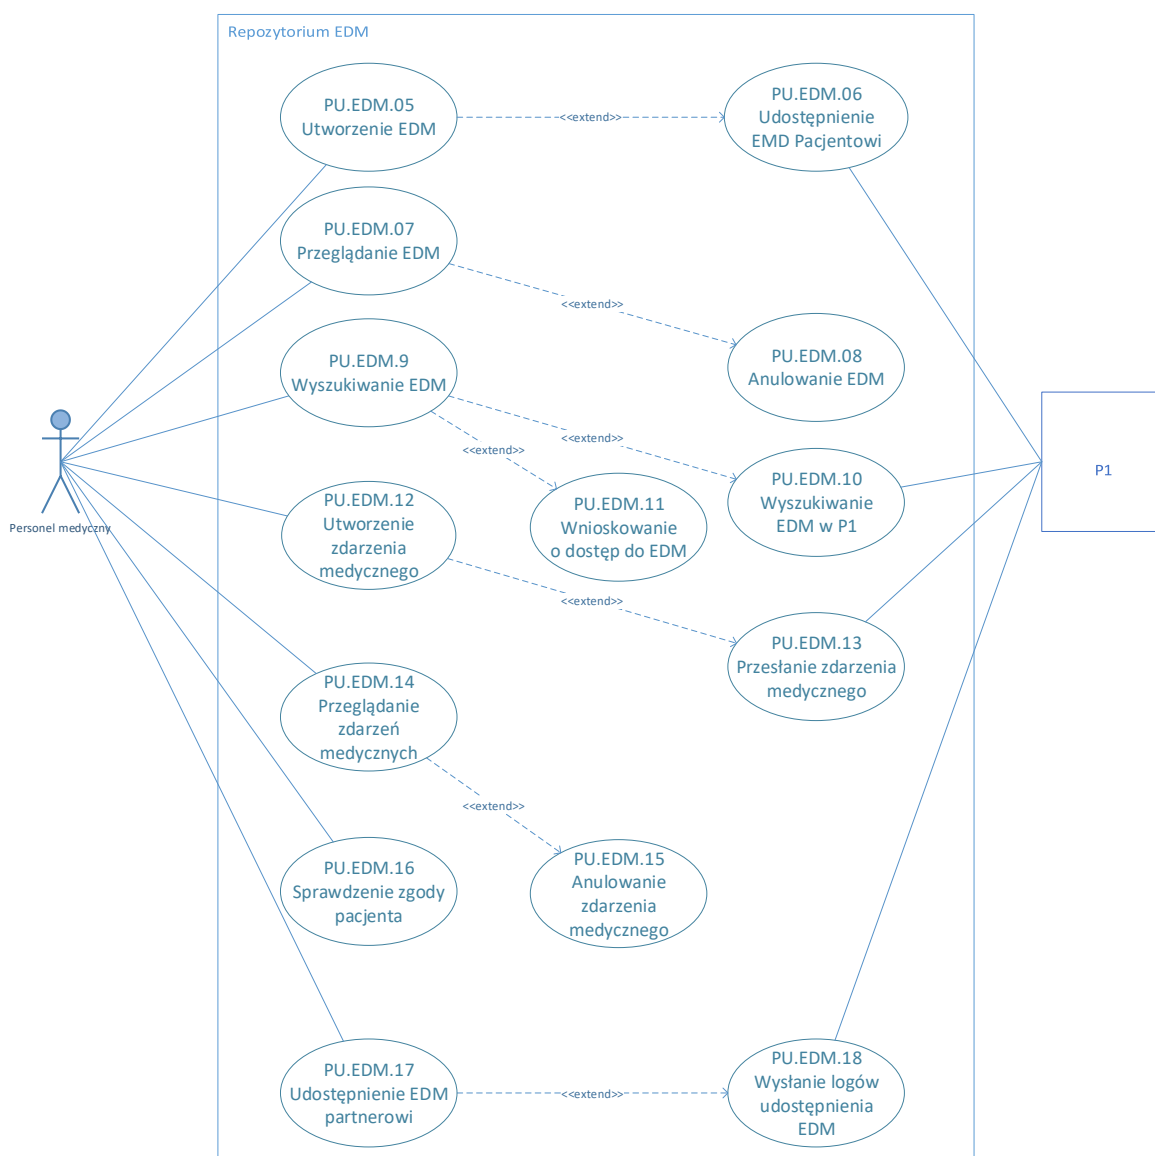 Repozytorium EDM
PU.EDM.05
Utworzenie EDM
<<extend>>
PU.EDM.06
Udostępnienie
EMD Pacjentowi
PU.EDM.07
Przeglądanie EDM
<<extend>>
PU.EDM.08
Anulowanie EDM
PU.EDM.9
Wyszukiwanie EDM
<<extend>>
<<extend>>
PU.EDM.10
Wyszukiwanie
EDM w P1
PU.EDM.11
Wnioskowanie
o dostęp do EDM
P1
Personel medyczny
PU.EDM.12
Utworzenie
zdarzenia
medycznego
<<extend>>
PU.EDM.13
Przesłanie zdarzenia
medycznego
PU.EDM.14
Przeglądanie
zdarzeń
medycznych
<<extend>>
PU.EDM.15
Anulowanie
zdarzenia
medycznego
PU.EDM.16
Sprawdzenie zgody
pacjenta
PU.EDM.17
Udostępnienie EDM
partnerowi
<<extend>>
PU.EDM.18
Wysłanie logów
udostępnienia
EDM